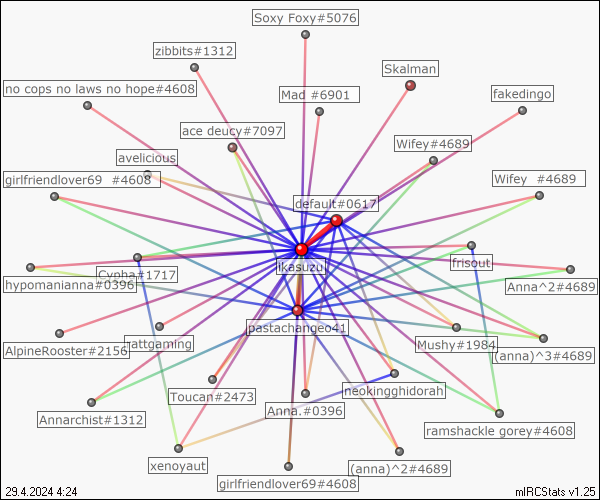 Soxy Foxy#5076
zibbits#1312
Skalman
no cops no laws no hope#4608
Mad #6901
fakedingo
ace deucy#7097
Wifey#4689
avelicious
girlfriendlover69 #4608
Wifey #4689
default#0617
Ikasuzu
frisout
Cypha#1717
hypomanianna#0396
Anna^2#4689
pastachangeo41
AlpineRooster#2156
nattgaming
Mushy#1984
(anna)^3#4689
Toucan#2473
neokingghidorah
Anna.#0396
Annarchist#1312
ramshackle gorey#4608
xenoyaut
(anna)^2#4689
girlfriendlover69#4608
29.4.2024 4:24
mIRCStats v1.25